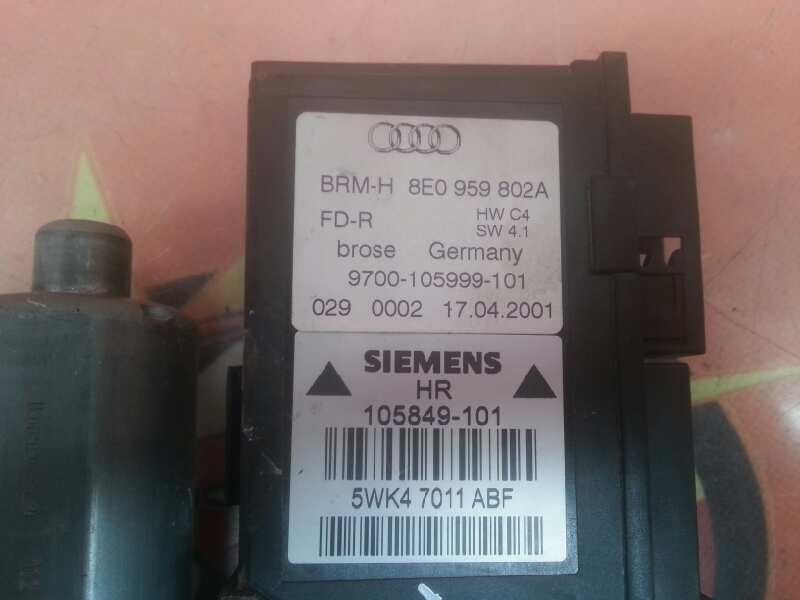 BRM-H 8E0 959 802A
FD-R HW C4
SW 4.1
brose Germany
9700-105999-101
029 0002 17.04.2001
SIEMENS
HR
105849-101
5WK4 7011 ABF